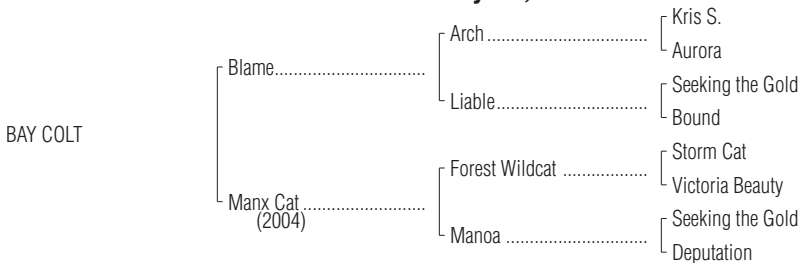 Kris S.
Arch ................................
Aurora
Blame..............................
Seeking the Gold
Liable..............................
Bound
BAY COLT
Storm Cat
Forest Wildcat .................
Victoria Beauty
Manx Cat ........................
(2004)
Seeking the Gold
Manoa ............................
Deputation